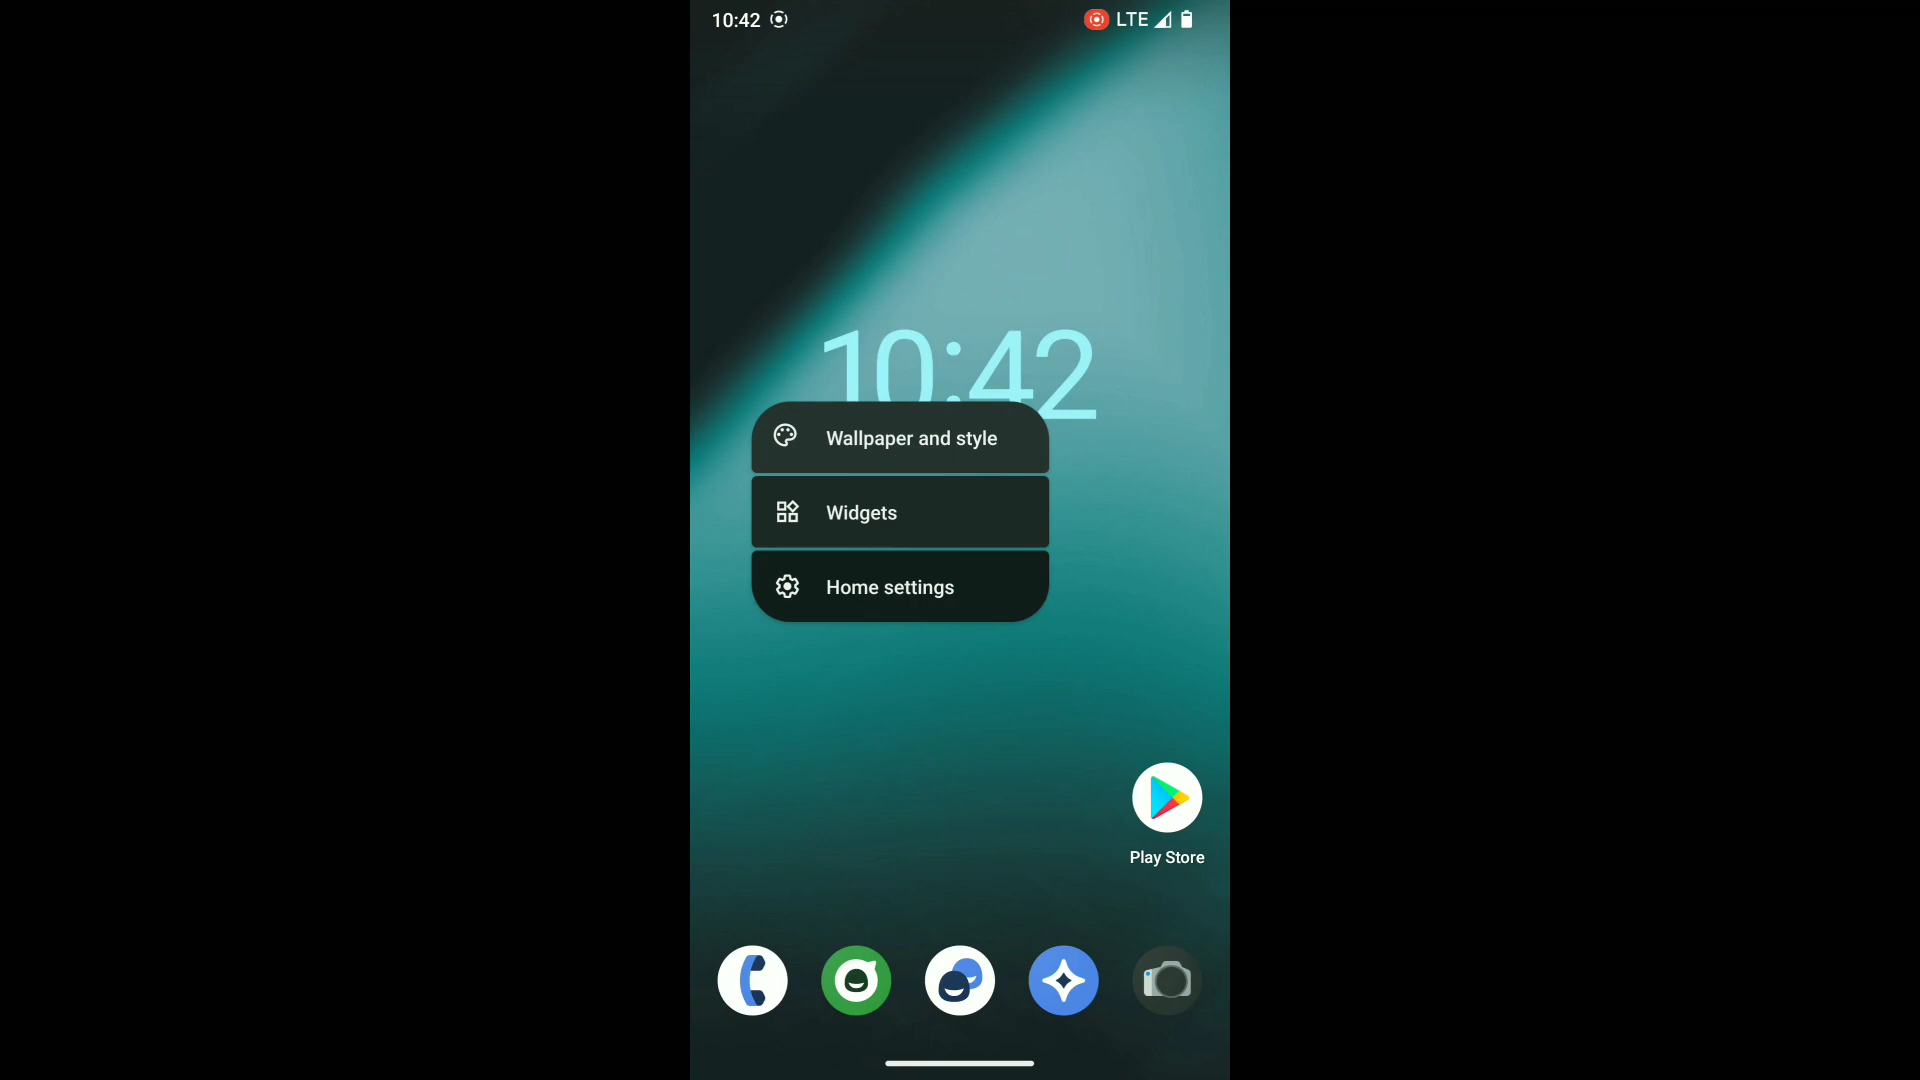 10:42
LTE
10:42
Wallpaper and style
Widgets
Home settings
Play Store